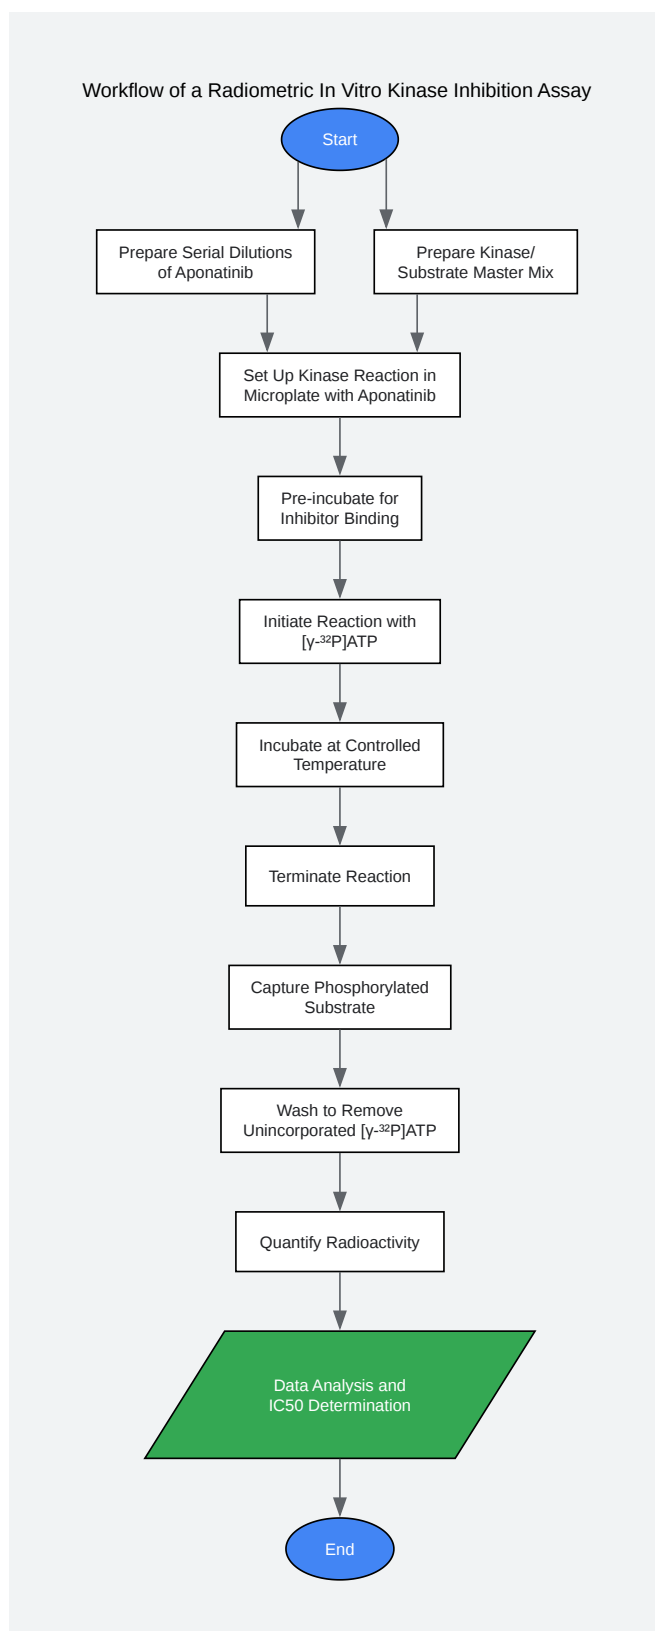 Workflow of a Radiometric In Vitro Kinase Inhibition Assay
Start
Prepare Serial Dilutions
of Aponatinib
Prepare Kinase/
Substrate Master Mix
Set Up Kinase Reaction in
Microplate with Aponatinib
Pre-incubate for
Inhibitor Binding
Initiate Reaction with
[γ-³²P]ATP
Incubate at Controlled
Temperature
Terminate Reaction
Capture Phosphorylated
Substrate
Wash to Remove
Unincorporated [γ-³²P]ATP
Quantify Radioactivity
Data Analysis and
IC50 Determination
End